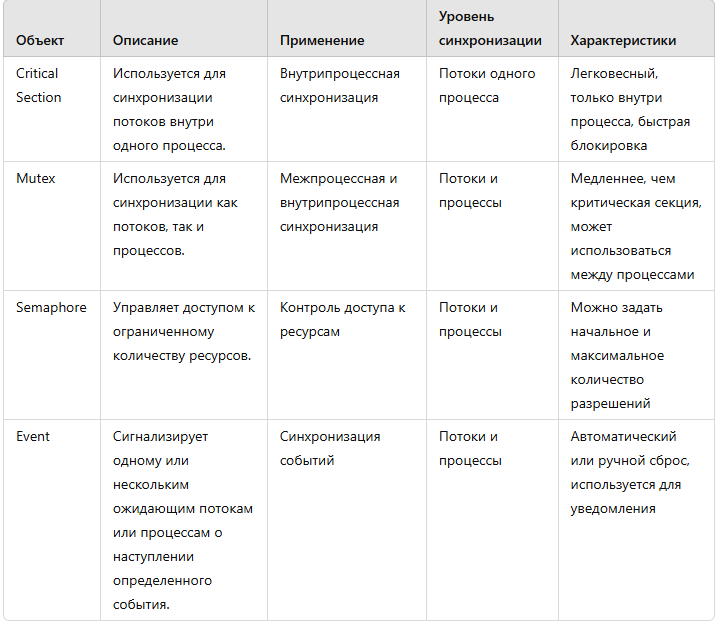 Объект
Описание
Применение
Уровень
синхронизации
Характеристики
Critical
Section
Используется для
синхронизации
потоков внутри
одного процесса.
Внутрипроцессная
синхронизация
Потоки одного
процесса
Легковесный,
только внутри
процесса, быстрая
блокировка
Mutex
Используется для
синхронизации как
потоков, так и
процессов.
Межпроцессная и
внутрипроцессная
синхронизация
Потоки и
процессы
Медленнее, чем
критическая секция,
может
использоваться
между процессами
Semaphore
Управляет доступом к
ограниченному
количеству ресурсов.
Контроль доступа к
ресурсам
Потоки и
процессы
Можно задать
начальное и
максимальное
количество
разрешений
Event
Сигнализирует
одному или
нескольким
ожидающим потокам
или процессам о
наступлении
определенного
события.
Синхронизация
событий
Потоки и
процессы
Автоматический
или ручной сброс,
используется для
уведомления